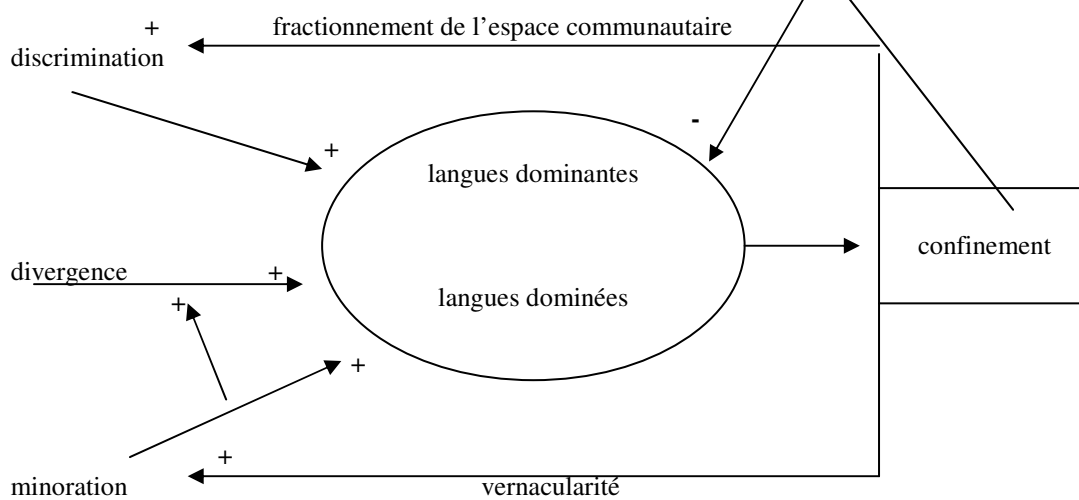 +
fractionnement de l'espace communautaire
discrimination
-
+
langues dominantes
confinement
divergence
+
+
langues dominées
+
+
minoration
vernacularité